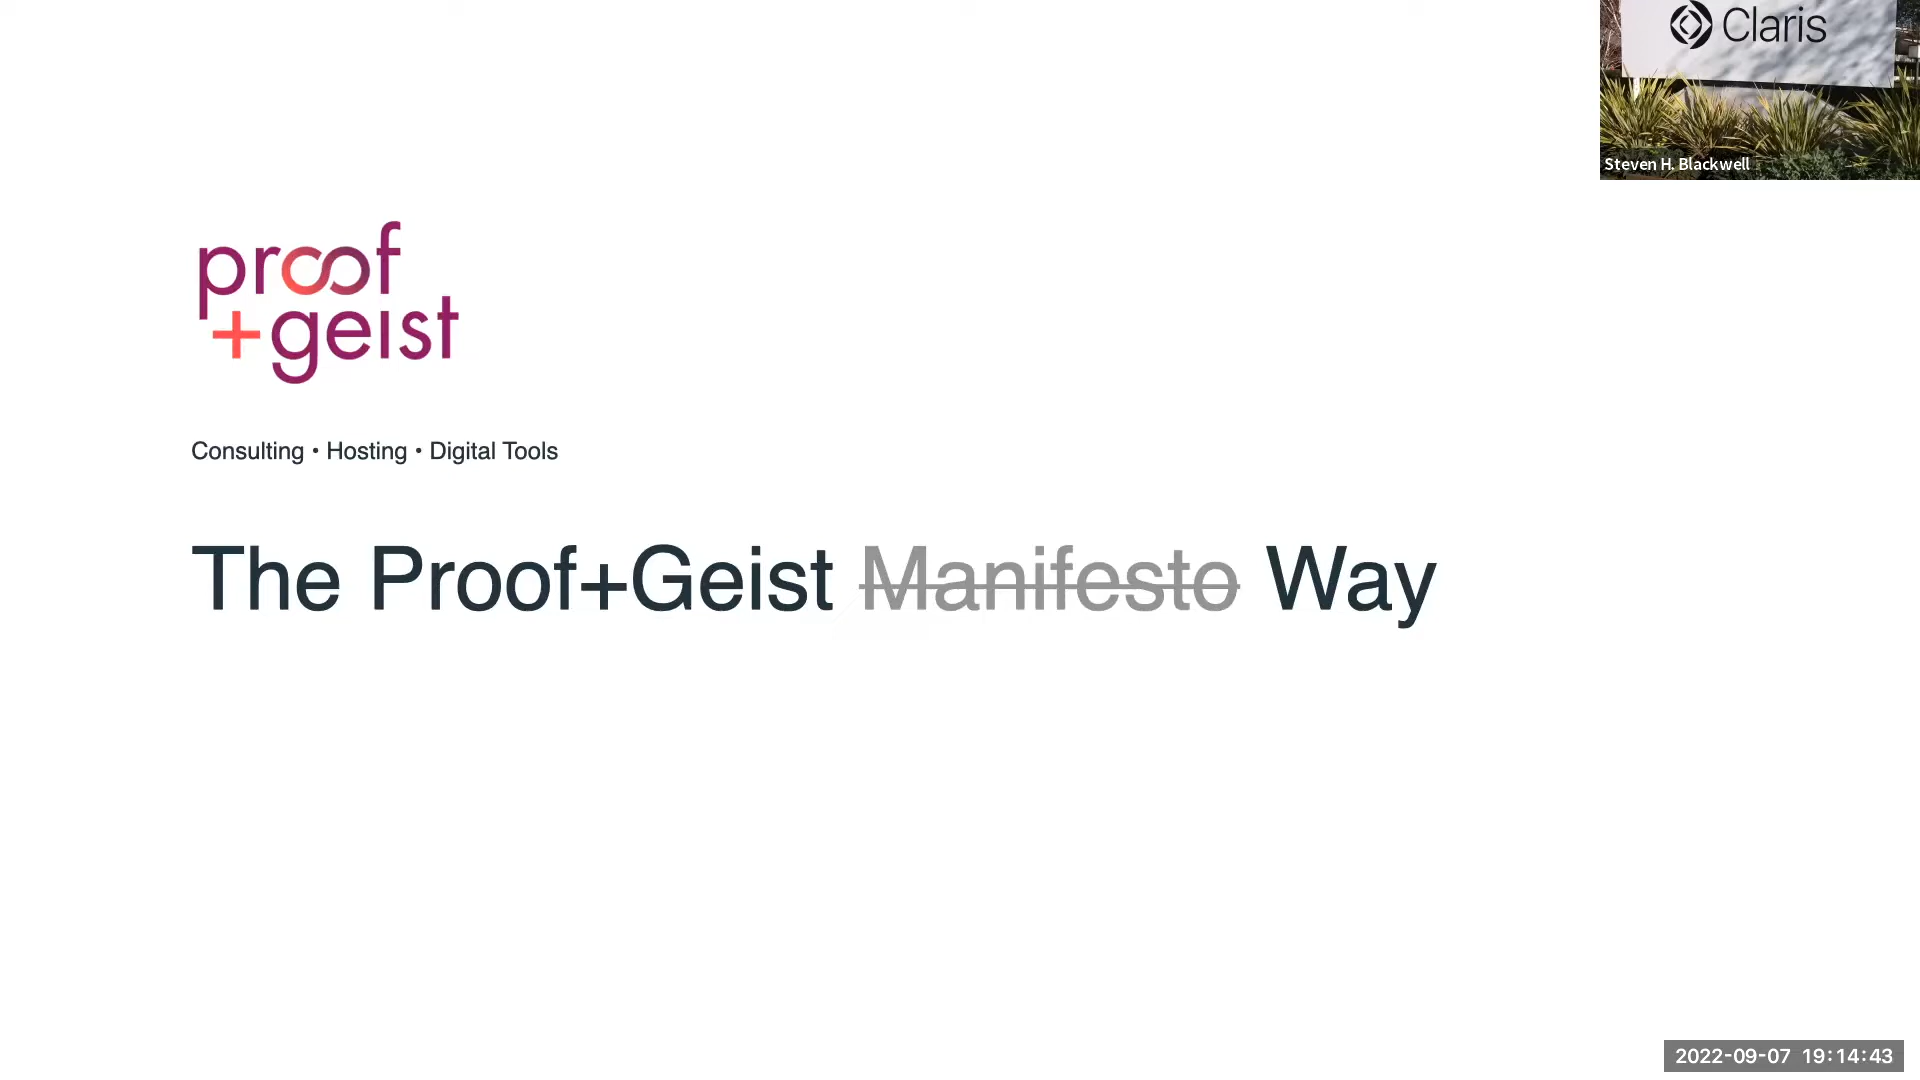 Claris
Steven H. Blackwell
proof
+geist
Consulting • Hosting • Digital Tools
The Proof+Geist Manifesto Way
2022-09-07 19:14:43